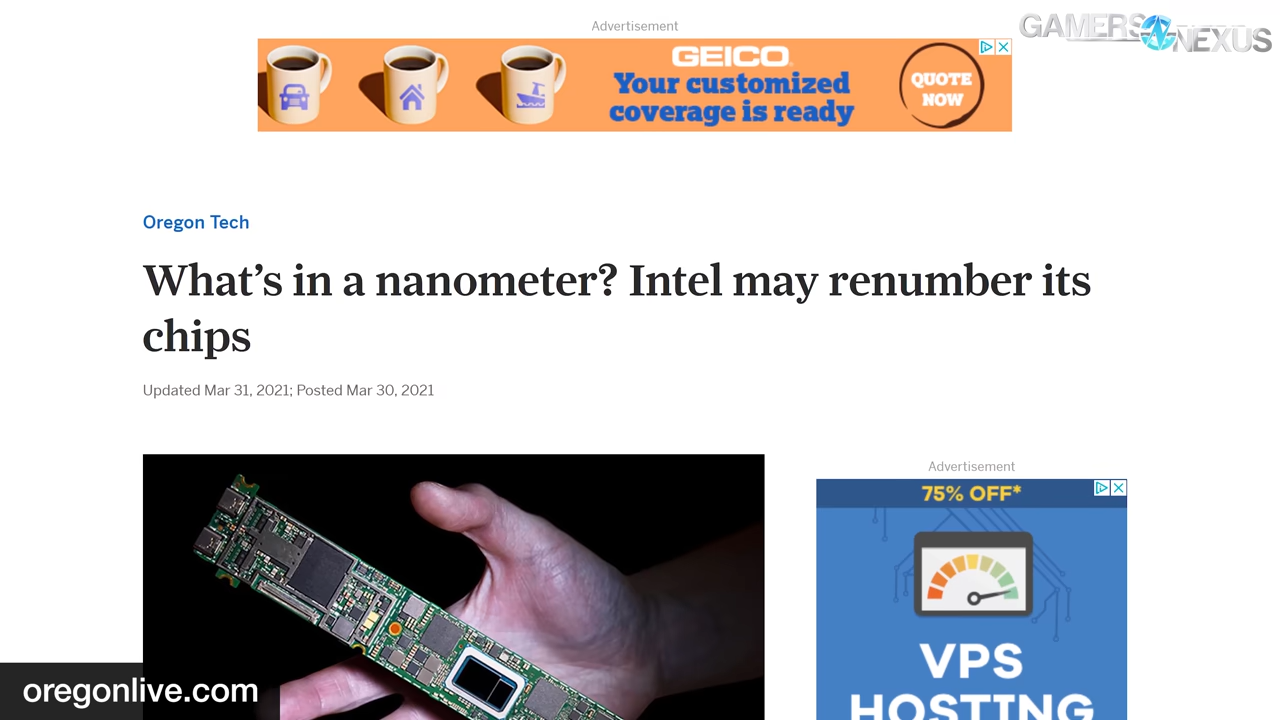 Advertisement
GAMERS NEXUS
GEICO
Your customized
coverage is ready
QUOTE
NOW
Oregon Tech
What's in a nanometer? Intel may renumber its
chips
Updated Mar 31, 2021; Posted Mar 30, 2021
Advertisement
75% OFF*
VPS
HOSTING
oregonlive.com